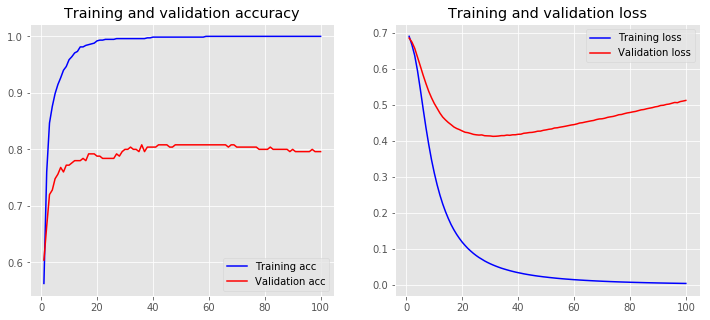 Training and validation accuracy
1.0
0.9
0.8
0.7
0.6
0 20 40 60 80 100
Training acc
Validation acc
Training and validation loss
0.7
0.6
0.5
0.4
0.3
0.2
0.1
0.0
0 20 40 60 80 100
Training loss
Validation loss